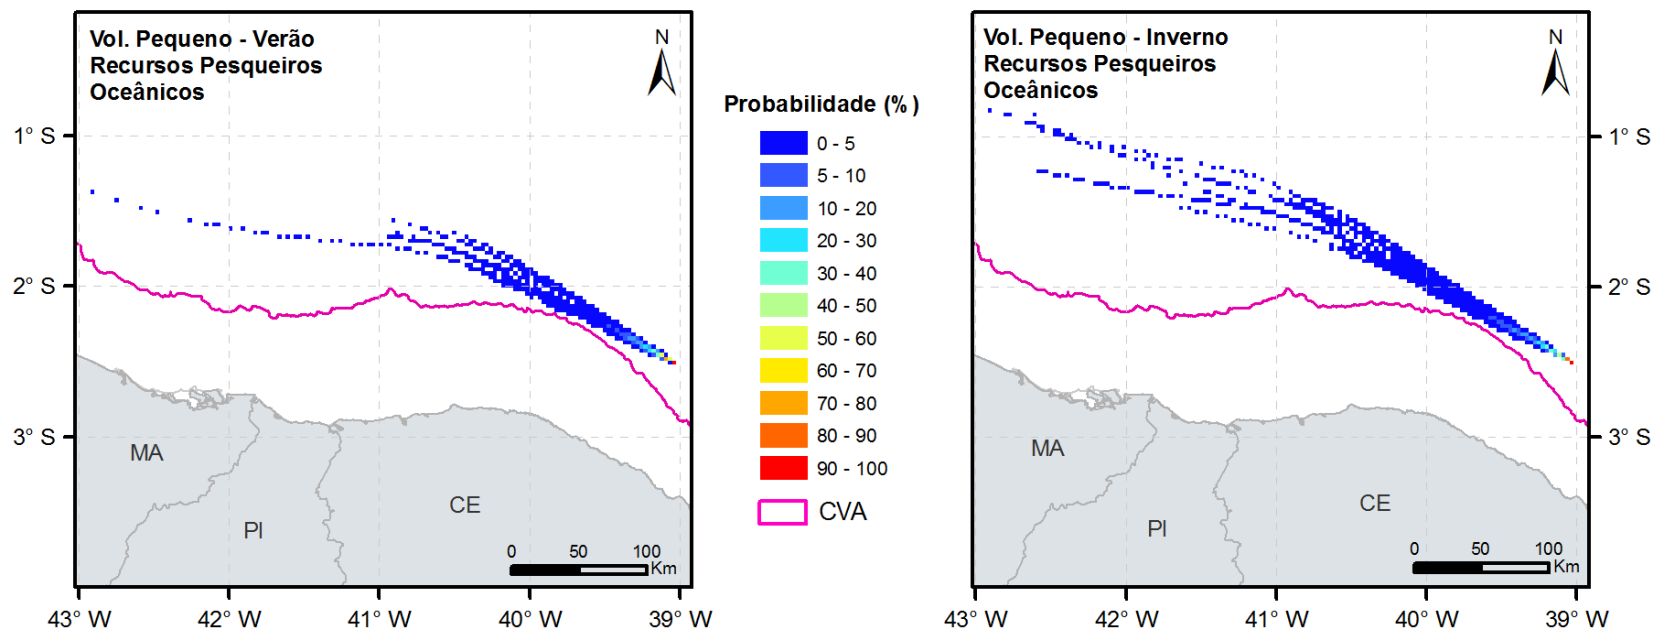 Vol. Pequeno - Verão
Recursos Pesqueiros
Oceânicos
N
1° S
2° S
3° S
MA
PI
CE
0 50 100
Km
43° W 42° W 41° W 40° W 39° W
Probabilidade (%)
0 - 5
5 - 10
10 - 20
20 - 30
30 - 40
40 - 50
50 - 60
60 - 70
70 - 80
80 - 90
90 - 100
CVA
Vol. Pequeno - Inverno
Recursos Pesqueiros
Oceânicos
N
1° S
2° S
3° S
MA
PI
CE
0 50 100
Km
43° W 42° W 41° W 40° W 39° W